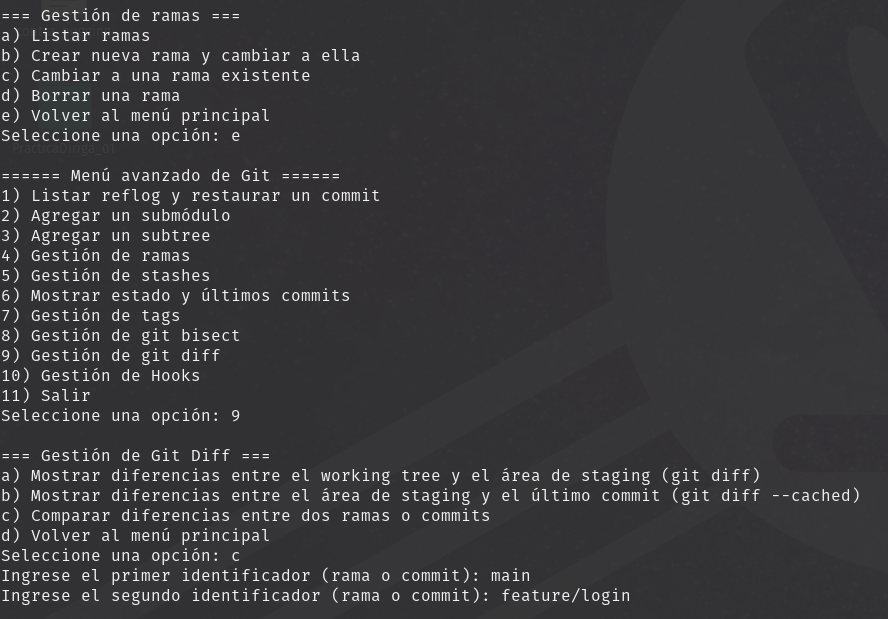 === Gestión de ramas ===
a) Listar ramas
b) Crear nueva rama y cambiar a ella
c) Cambiar a una rama existente
d) Borrar una rama
e) Volver al menú principal
Seleccione una opción: e
====== Menú avanzado de Git ======
1) Listar reflog y restaurar un commit
2) Agregar un submódulo
3) Agregar un subtree
4) Gestión de ramas
5) Gestión de stashes
6) Mostrar estado y últimos commits
7) Gestión de tags
8) Gestión de git bisect
9) Gestión de git diff
10) Gestión de Hooks
11) Salir
Seleccione una opción: 9
=== Gestión de Git Diff ===
a) Mostrar diferencias entre el working tree y el área de staging (git diff)
b) Mostrar diferencias entre el área de staging y el último commit (git diff --cached)
c) Comparar diferencias entre dos ramas o commits
d) Volver al menú principal
Seleccione una opción: c
Ingrese el primer identificador (rama o commit): main
Ingrese el segundo identificador (rama o commit): feature/login